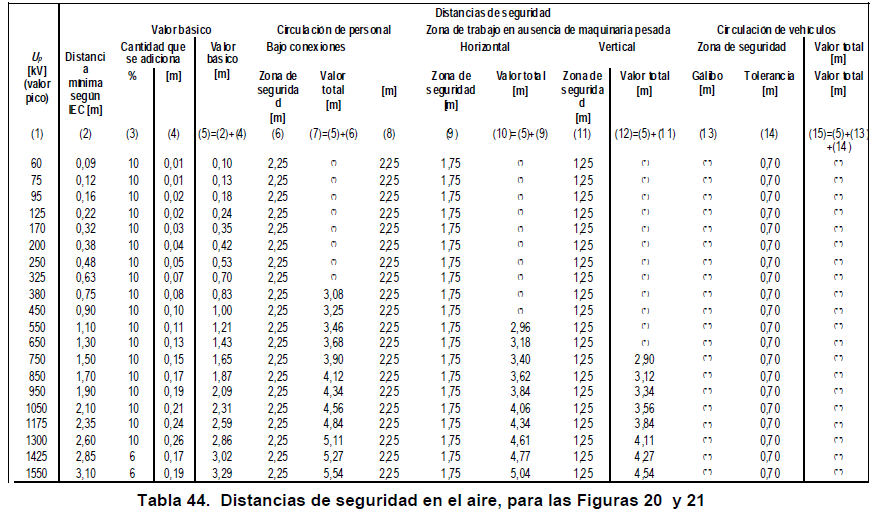 Distancias de seguridad
Valor básico Circulación de personal Zona de trabajo en ausencia de maquinaria pesada Circulación de vehículos
Up [kV] (valor pico)
Distanci a mínima según IEC [m]
Cantidad que se adiciona
% [m]
Valor básico [m]
Bajo conexiones
Zona de segurida d [m]
Valor total [m]
[m]
Horizontal
Zona de seguridad [m]
Valor total [m]
Vertical
Zona de segurida d [m]
Valor total [m]
Zona de seguridad
Gálibo [m]
Tolerancia [m]
Valor total [m]
Valor total [m]
(1) (2) (3) (4) (5)=(2)+(4) (6) (7)=(5)+(6) (8) (9) (10)=(5)+(9) (11) (12)=(5)+(11) (13) (14) (15)=(5)+(13)+(14)
60 0,09 10 0,01 0,10 2,25 2,25 1,75 1,25 0,70
75 0,12 10 0,01 0,13 2,25 2,25 1,75 1,25 0,70
95 0,16 10 0,02 0,18 2,25 2,25 1,75 1,25 0,70
125 0,22 10 0,02 0,24 2,25 2,25 1,75 1,25 0,70
170 0,32 10 0,03 0,35 2,25 2,25 1,75 1,25 0,70
200 0,38 10 0,04 0,42 2,25 2,25 1,75 1,25 0,70
250 0,48 10 0,05 0,53 2,25 2,25 1,75 1,25 0,70
325 0,63 10 0,07 0,70 2,25 2,25 1,75 1,25 0,70
380 0,75 10 0,08 0,83 2,25 3,08 2,25 1,75 1,25 0,70
450 0,90 10 0,10 1,00 2,25 3,25 2,25 1,75 1,25 0,70
550 1,10 10 0,11 1,21 2,25 3,46 2,25 1,75 2,96 1,25 0,70
650 1,30 10 0,13 1,43 2,25 3,68 2,25 1,75 3,18 1,25 0,70
750 1,50 10 0,15 1,65 2,25 3,90 2,25 1,75 3,40 1,25 2,90 0,70
850 1,70 10 0,17 1,87 2,25 4,12 2,25 1,75 3,62 1,25 3,12 0,70
950 1,90 10 0,19 2,09 2,25 4,34 2,25 1,75 3,84 1,25 3,34 0,70
1050 2,10 10 0,21 2,31 2,25 4,56 2,25 1,75 4,06 1,25 3,56 0,70
1175 2,35 10 0,24 2,59 2,25 4,84 2,25 1,75 4,34 1,25 3,84 0,70
1300 2,60 10 0,26 2,86 2,25 5,11 2,25 1,75 4,61 1,25 4,11 0,70
1425 2,85 6 0,17 3,02 2,25 5,27 2,25 1,75 4,77 1,25 4,27 0,70
1550 3,10 6 0,19 3,29 2,25 5,54 2,25 1,75 5,04 1,25 4,54 0,70
Tabla 44. Distancias de seguridad en el aire, para las Figuras 20 y 21